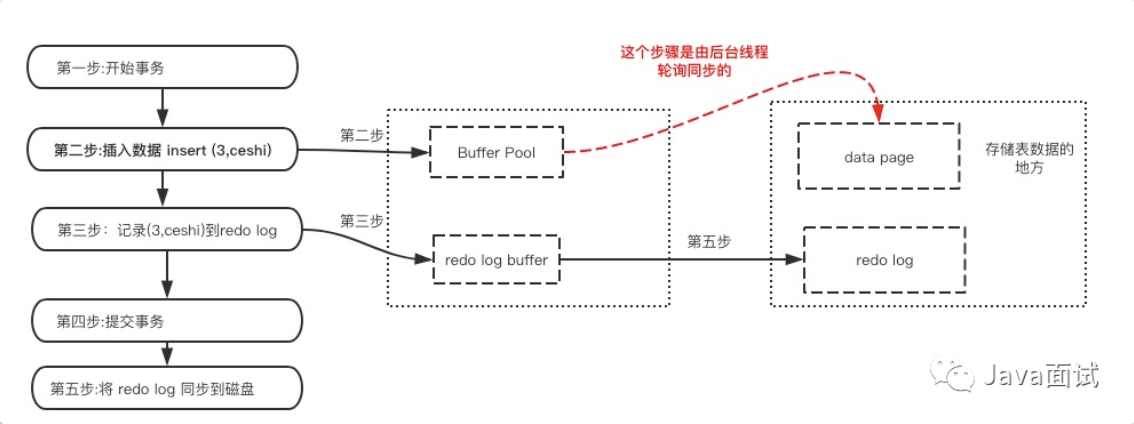 第一步:开始事务
第二步:插入数据 insert (3,ceshi)
第三步：记录(3,ceshi)到redo log
第四步:提交事务
第五步:将 redo log 同步到磁盘
第二步
第三步
Buffer Pool
redo log buffer
这个步骤是由后台线程
轮询同步的
第五步
data page
redo log
存储表数据的
地方
Java面试